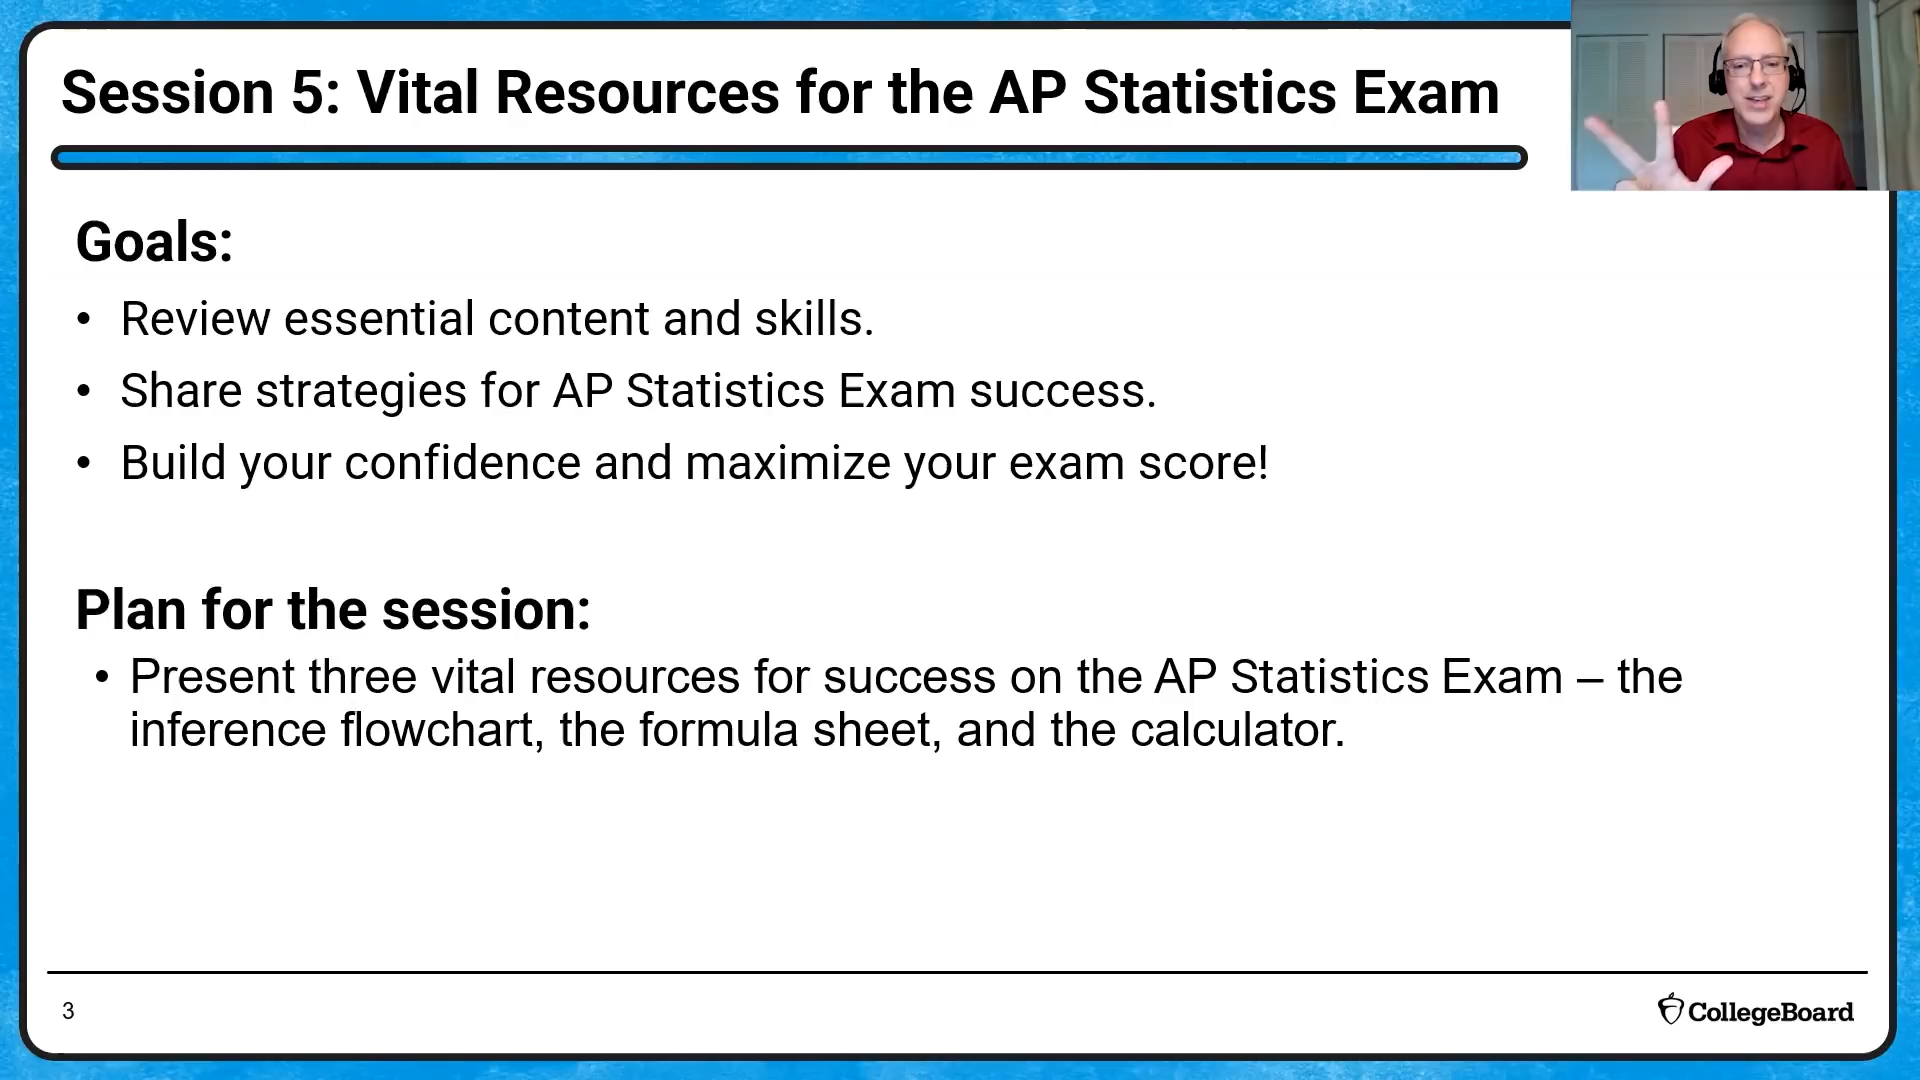 Session 5: Vital Resources for the AP Statistics Exam
Goals:
• Review essential content and skills.
• Share strategies for AP Statistics Exam success.
• Build your confidence and maximize your exam score!
Plan for the session:
• Present three vital resources for success on the AP Statistics Exam – the
inference flowchart, the formula sheet, and the calculator.
3
CollegeBoard